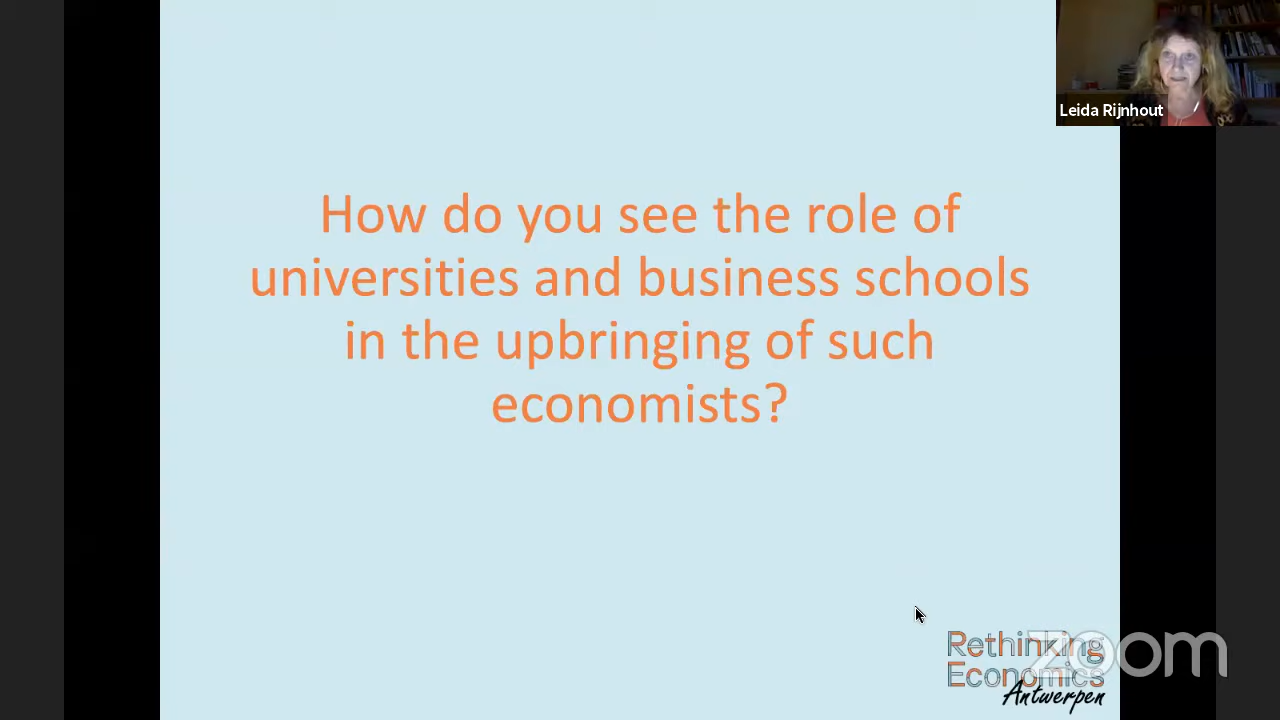 Leida Rijnhout
How do you see the role of
universities and business schools
in the upbringing of such
economists?
Rethinking
Economics
Antwerpen
zoom